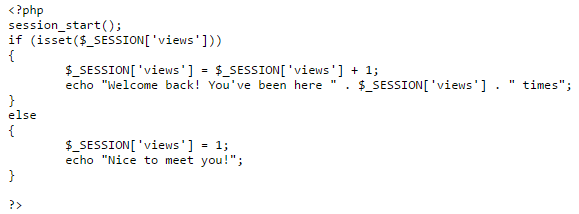 <?php
session_start();
if (isset($_SESSION['views']))
{
        $_SESSION['views'] = $_SESSION['views'] + 1;
        echo "Welcome back! You've been here " . $_SESSION['views'] . " times";
}
else
{
        $_SESSION['views'] = 1;
        echo "Nice to meet you!";
}
?>